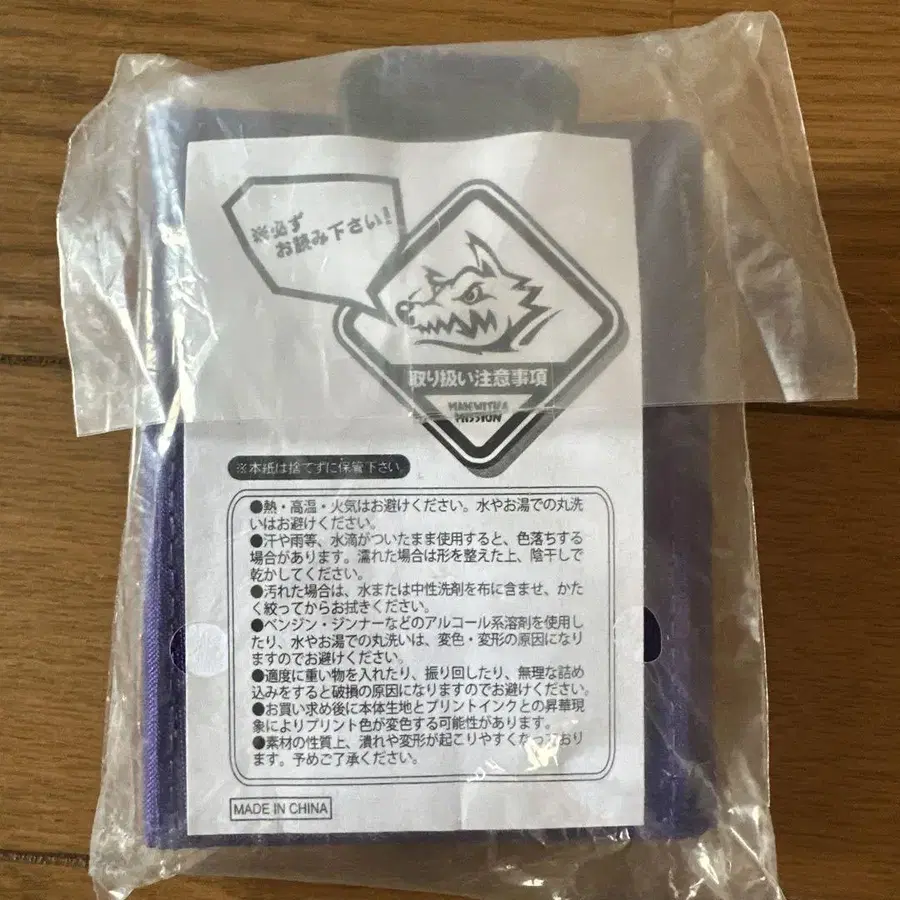 ※必ず
お読み下さい!
取り扱い注意事項
MAN WITH A
MISSION
※本紙は捨てずに保管下さい
●熱・高温・火気はお避けください。水やお湯での丸洗
いはお避けください。
●汗や雨等、水滴がついたまま使用すると、色落ちする
場合があります。濡れた場合は形を整えた上、陰干しで
乾かしてください。
●汚れた場合は、水または中性洗剤を布に含ませ、かた
く絞ってからお拭きください。
●ベンジン・ジンナーなどのアルコール系溶剤を使用し
たり、水やお湯での丸洗いは、変色・変形の原因になり
ますのでお避けください。
●過度に重い物を入れたり、振り回したり、無理な詰め
込みをすると破損の原因になりますのでお避けください。
●お買い求め後に本体生地とプリントインクとの昇華現
象によりプリント色が変色する可能性があります。
●素材の性質上、潰れや変形が起こりやすくなっており
ます。予めご了承ください。
MADE IN CHINA